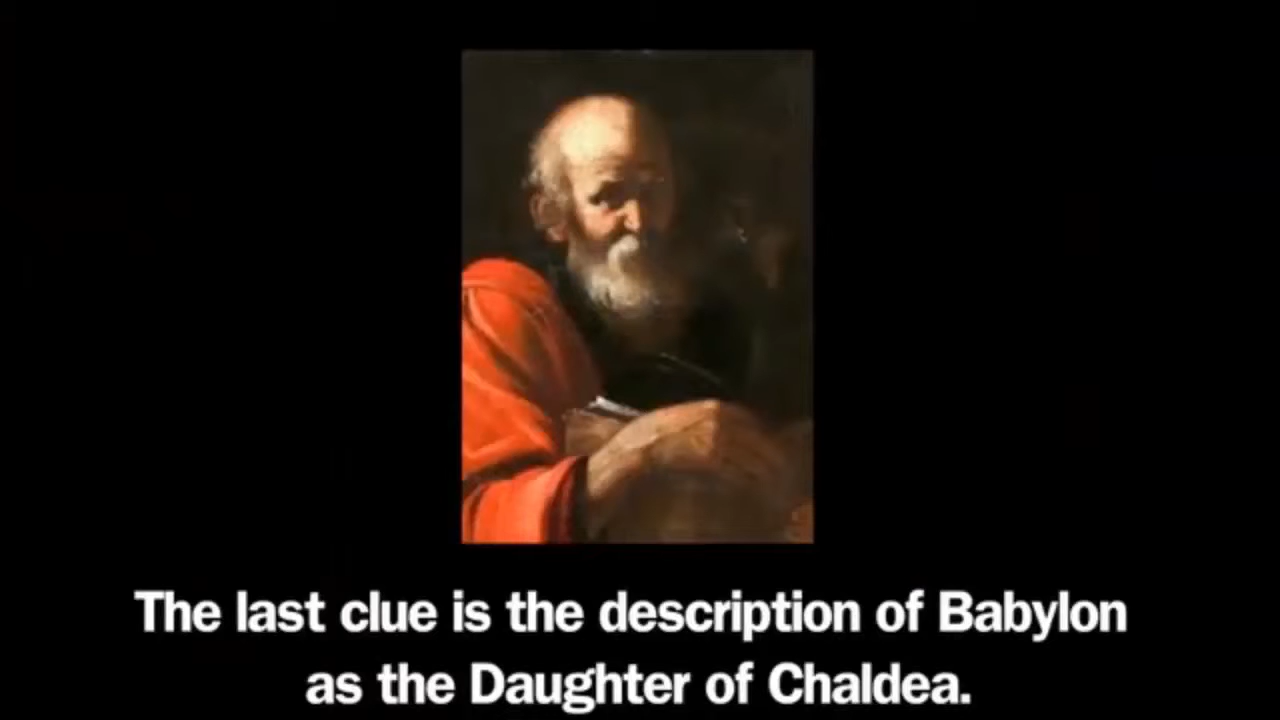 The last clue is the description of Babylon
as the Daughter of Chaldea.